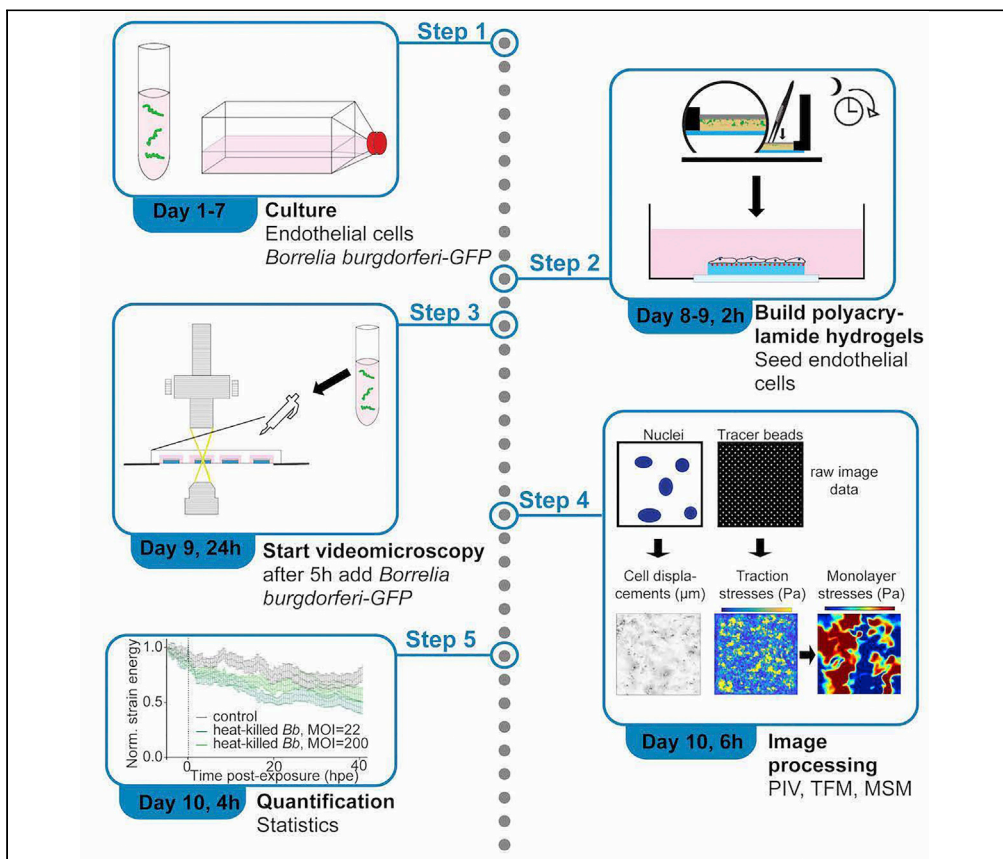 Step 1
Day 1-7
Culture
Endothelial cells
Borrelia burgdorferi-GFP
Step 2
Day 8-9, 2h
Build polyacry-
lamide hydrogels
Seed endothelial
cells
Step 3
Day 9, 24h
Start videomicroscopy
after 5h add Borrelia
burgdorferi-GFP
Step 4
Nuclei
Tracer beads
raw image
data
Cell displa-
cements (µm)
Traction
stresses (Pa)
Monolayer
stresses (Pa)
Day 10, 6h
Image
processing
PIV, TFM, MSM
Step 5
Norm. strain energy
1.0
0.5
0.0
control
heat-killed Bb, MOI=22
heat-killed Bb, MOI=200
0
20
40
Time post-exposure (hpe)
Day 10, 4h
Quantification
Statistics